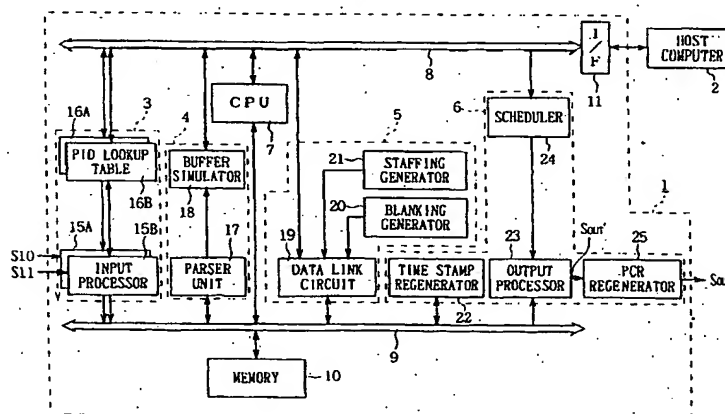 I/F
HOST
COMPUTER
2
8
11
CPU
7
16A
3
4
PID LOOKUP
TABLE
16B
BUFFER
SIMULATOR
18
5
21
STAFFING
GENERATOR
20
BLANKING
GENERATOR
6
SCHEDULER
24
1
15A
15B
S10
S11
INPUT
PROCESSOR
17
PARSER
UNIT
19
DATA LINK
CIRCUIT
TIME STAMP
REGENERATOR
22
23
Sout'
OUTPUT
PROCESSOR
25
PCR
REGENERATOR
9
MEMORY
10